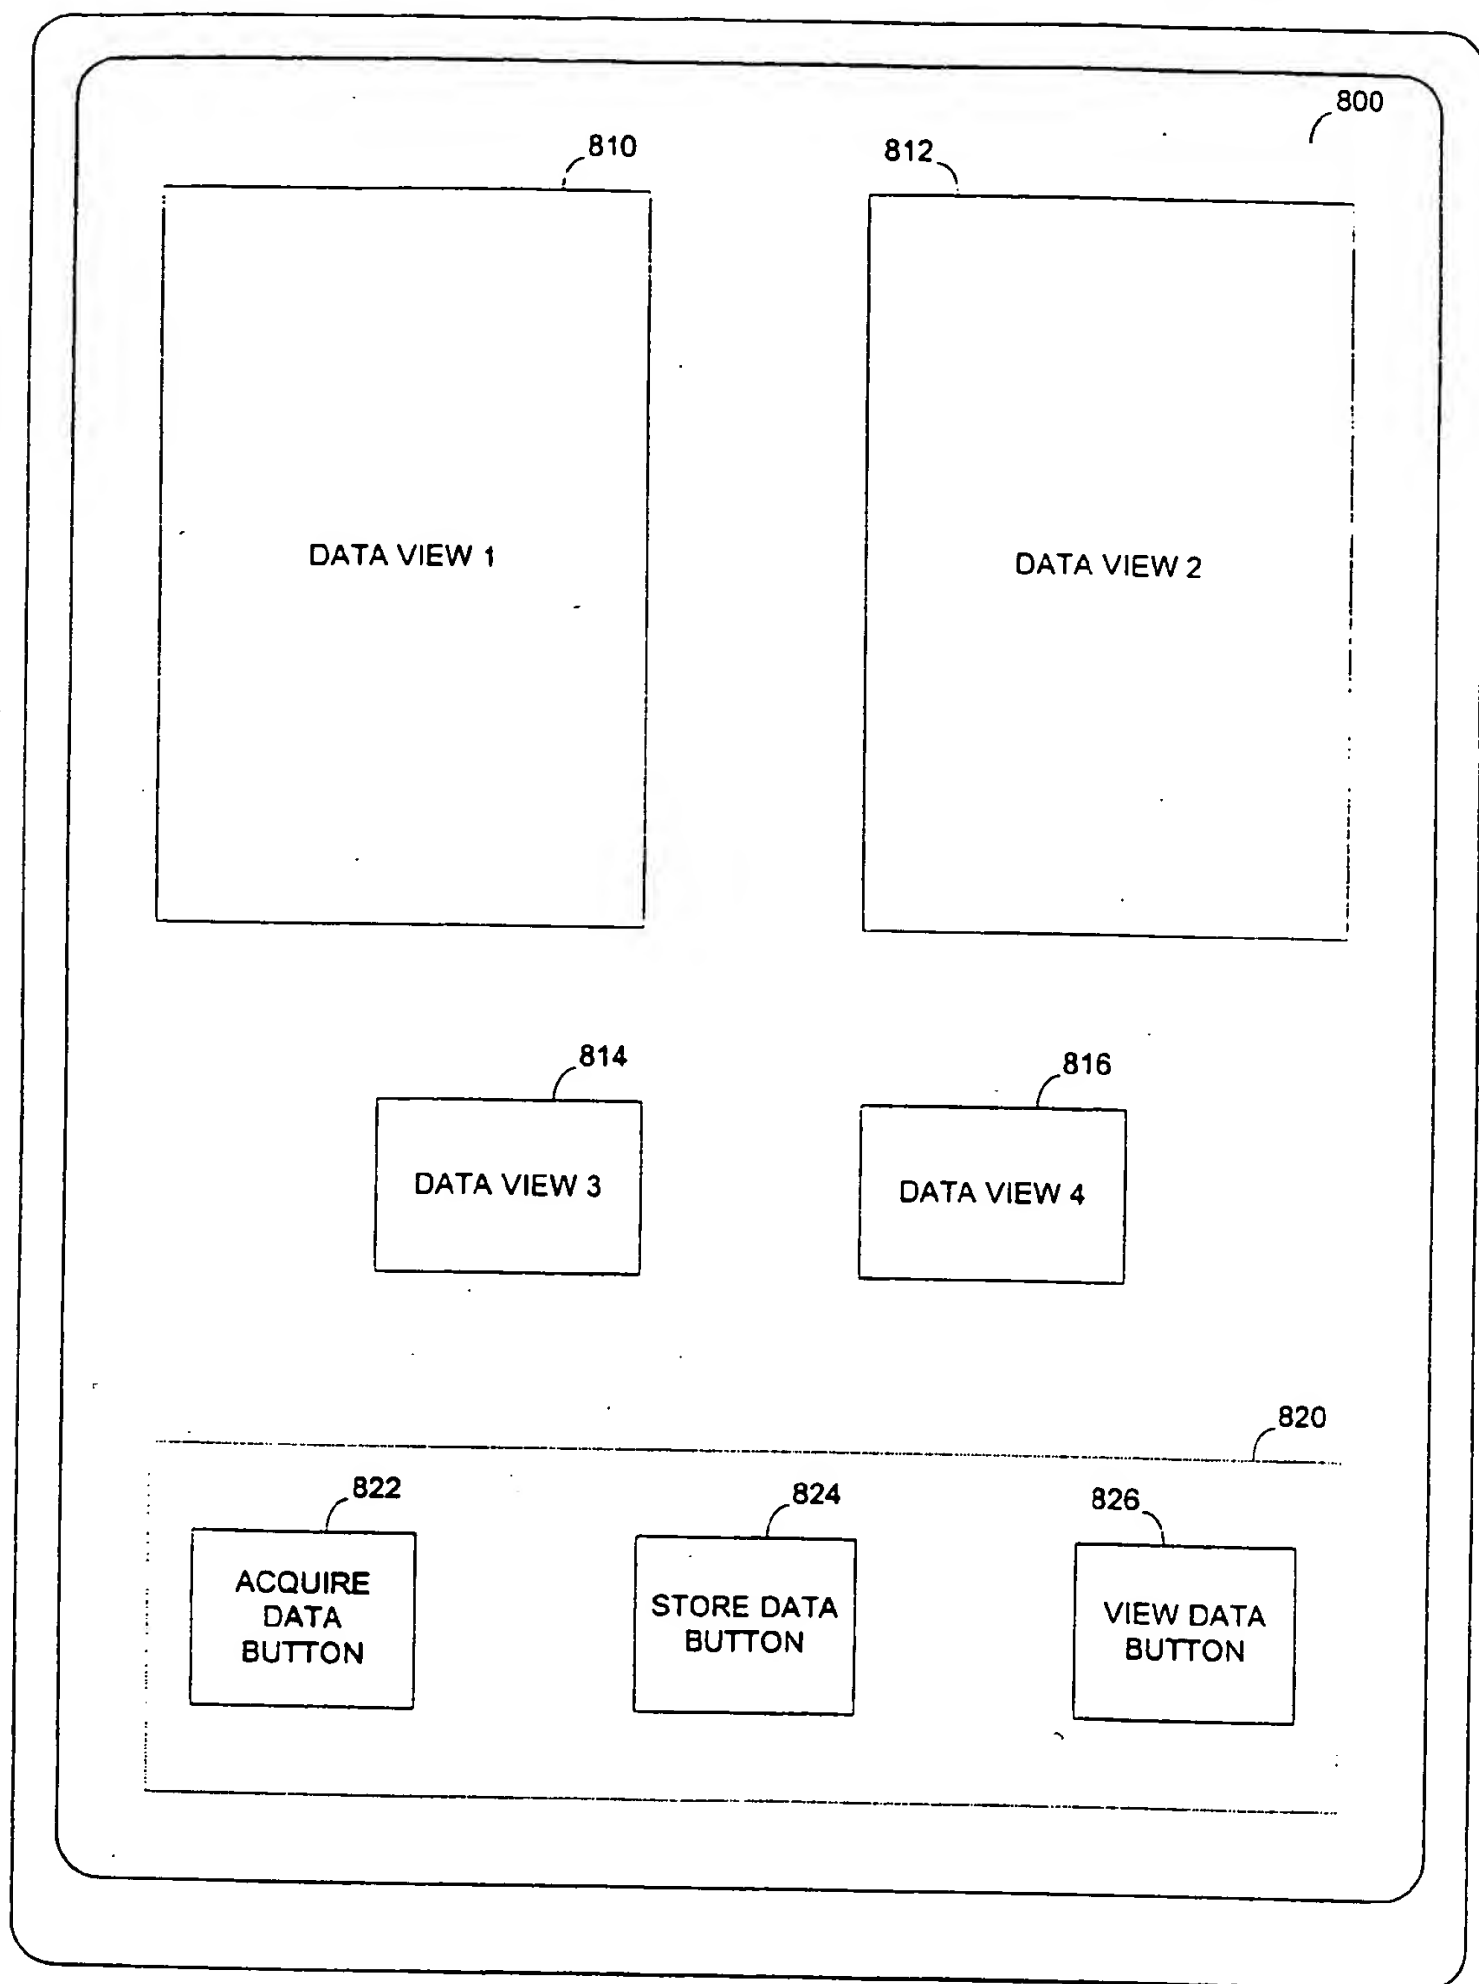 800
810
812
DATA VIEW 1
DATA VIEW 2
814
816
DATA VIEW 3
DATA VIEW 4
820
822
824
826
ACQUIRE
DATA
BUTTON
STORE DATA
BUTTON
VIEW DATA
BUTTON